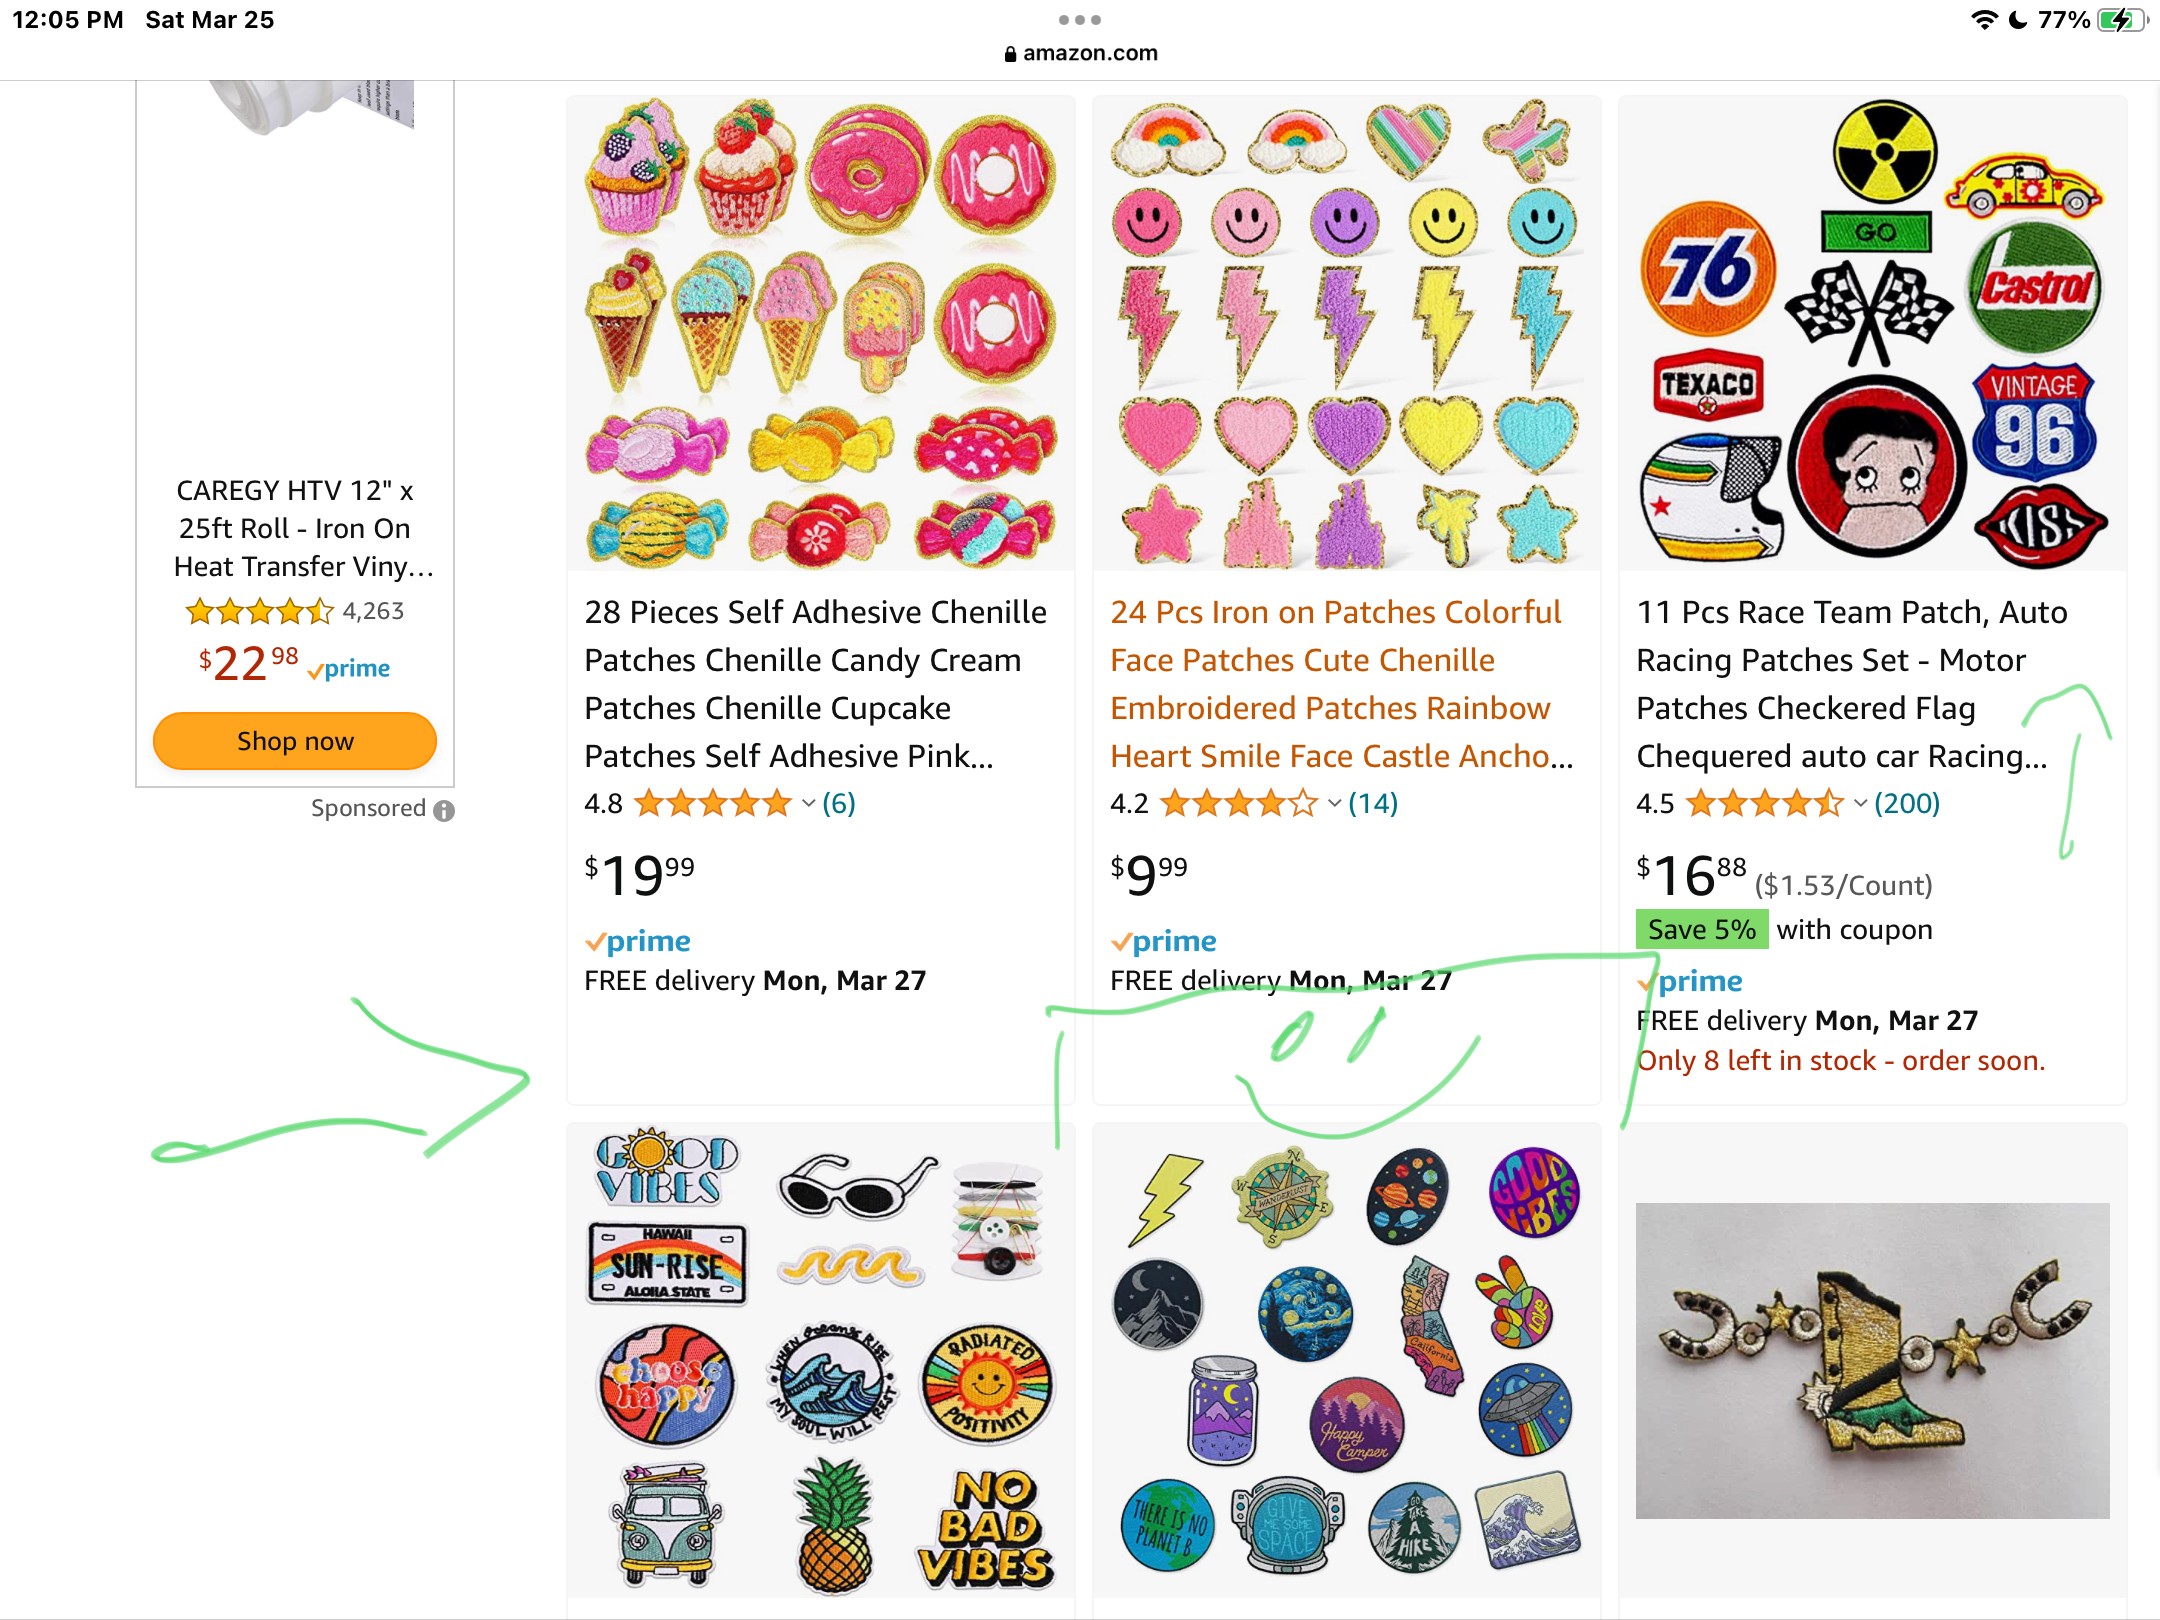 12:05 PM Sat Mar 25
77%
amazon.com
CAREGY HTV 12" x
25ft Roll - Iron On
Heat Transfer Viny...
4,263
$22 98 prime
Shop now
Sponsored
28 Pieces Self Adhesive Chenille
Patches Chenille Candy Cream
Patches Chenille Cupcake
Patches Self Adhesive Pink...
4.8 (6)
$19 99
prime
FREE delivery Mon, Mar 27
24 Pcs Iron on Patches Colorful
Face Patches Cute Chenille
Embroidered Patches Rainbow
Heart Smile Face Castle Ancho...
4.2 (14)
$9 99
prime
FREE delivery Mon, Mar 27
GO
76
Castrol
TEXACO
VINTAGE
96
KISS
11 Pcs Race Team Patch, Auto
Racing Patches Set - Motor
Patches Checkered Flag
Chequered auto car Racing...
4.5 (200)
$16 88 ($1.53/Count)
Save 5% with coupon
prime
FREE delivery Mon, Mar 27
Only 8 left in stock - order soon.
GOOD
VIBES
HAWAII
SUN-RISE
ALOHA STATE
choose
happy
WHEN oceans RISE
MY SOUL WILL REST
RADIATED
POSITIVITY
NO
BAD
VIBES
N
W
WANDERLUST
E
S
GOOD
ViBES
California
LOVE
Happy
Camper
THERE IS NO
PLANET B
GIVE
ME SOME
SPACE
GO
TAKE
A
HIKE